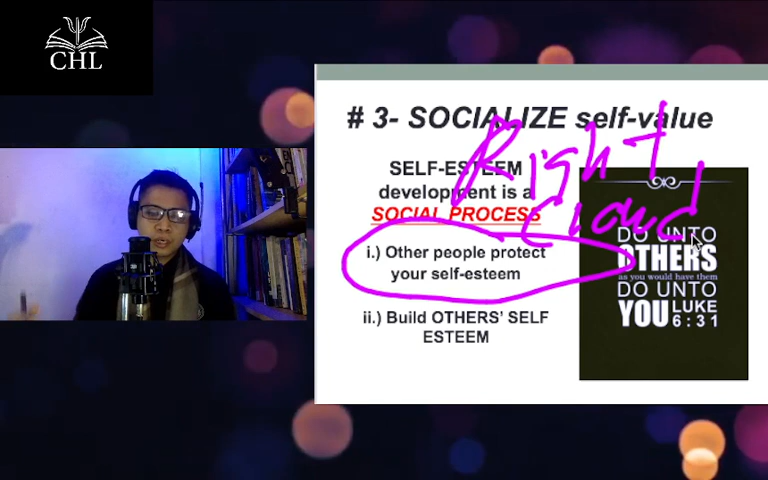 CHL
# 3- SOCIALIZE self-value
SELF-ESTEEM
development is a
SOCIAL PROCESS
i.) Other people protect
your self-esteem
ii.) Build OTHERS' SELF
ESTEEM
Right
Crowd
DO UNTO
OTHERS
as you would have them
DO UNTO
YOU LUKE
6:31